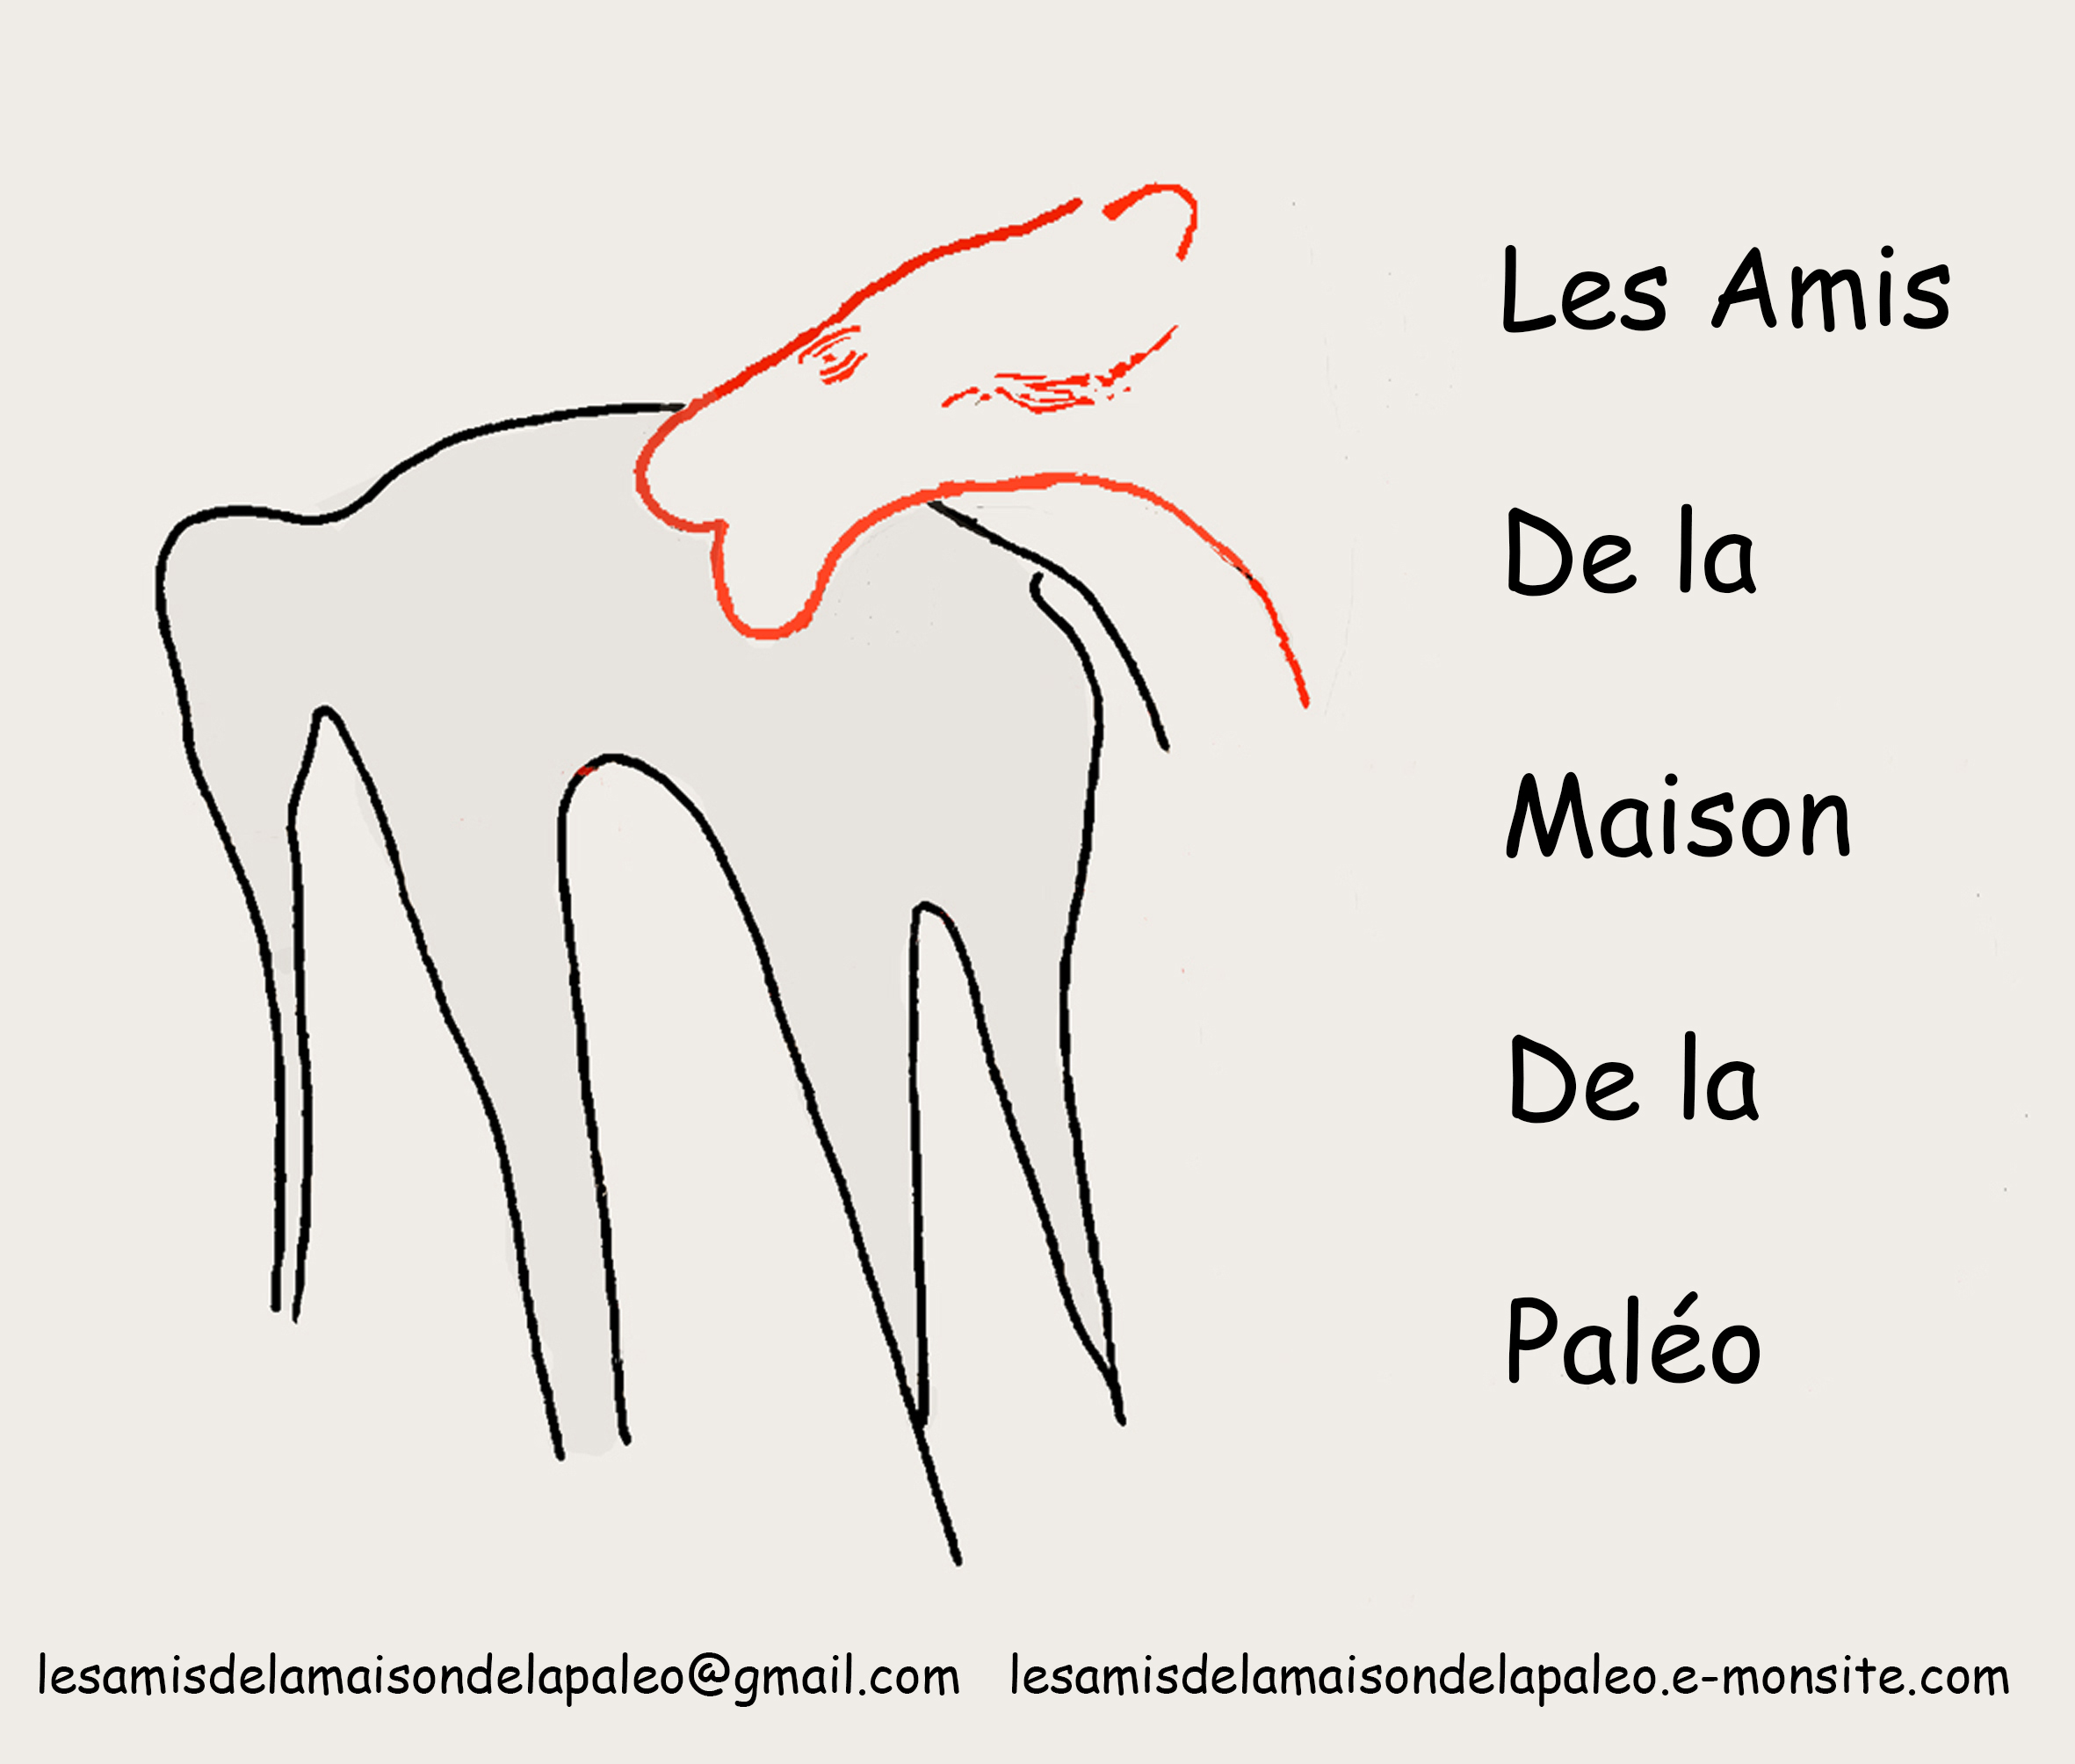 Les Amis
De la
Maison
De la
Paléo
lesamisdelamaisondelapaleo@gmail.com lesamisdelamaisondelapaleo.e-monsite.com